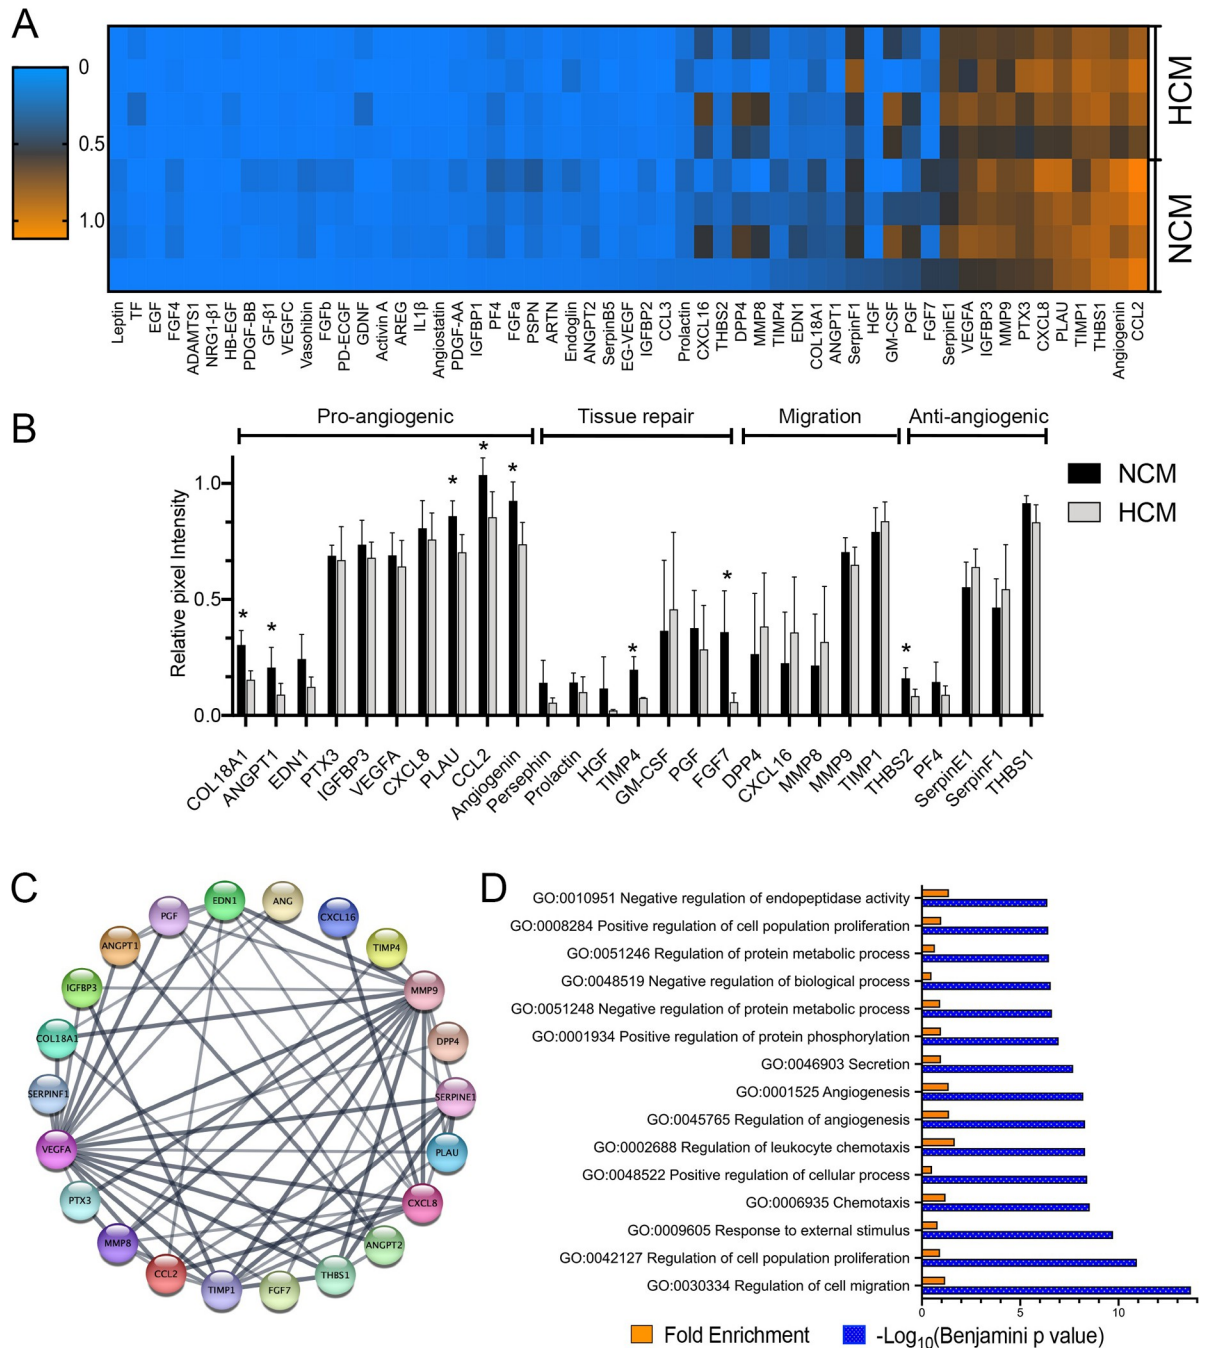 A
0
0.5
1.0
HCM
NCM
Leptin
TF
EGF
FGF4
ADAMTS1
NRG1-β1
HB-EGF
PDGF-BB
GF-β1
VEGFC
Vasohibin
FGFb
PD-ECGF
GDNF
Activin A
AREG
IL1β
Angiostatin
PDGF-AA
IGFBP1
PF4
FGFa
PSPN
ARTN
Endoglin
ANGPT2
SerpinB5
EG-VEGF
IGFBP2
CCL3
Prolactin
CXCL16
THBS2
DPP4
MMP8
TIMP4
EDN1
COL18A1
ANGPT1
SerpinF1
HGF
GM-CSF
PGF
FGF7
SerpinE1
VEGFA
IGFBP3
MMP9
PTX3
CXCL8
PLAU
TIMP1
THBS1
Angiogenin
CCL2
B
Pro-angiogenic
Tissue repair
Migration
Anti-angiogenic
Relative pixel Intensity
1.0
0.5
0.0
* * * * * * * *
NCM
HCM
COL18A1
ANGPT1
EDN1
PTX3
IGFBP3
VEGFA
CXCL8
PLAU
CCL2
Angiogenin
Persephin
Prolactin
HGF
TIMP4
GM-CSF
PGF
FGF7
DPP4
CXCL16
MMP8
MMP9
TIMP1
THBS2
PF4
SerpinE1
SerpinF1
THBS1
C
EDN1
ANG
CXCL16
TIMP4
MMP9
DPP4
SERPINE1
PLAU
CXCL8
ANGPT2
THBS1
FGF7
TIMP1
CCL2
MMP8
PTX3
VEGFA
SERPINF1
COL18A1
IGFBP3
ANGPT1
PGF
D
GO:0010951 Negative regulation of endopeptidase activity
GO:0008284 Positive regulation of cell population proliferation
GO:0051246 Regulation of protein metabolic process
GO:0048519 Negative regulation of biological process
GO:0051248 Negative regulation of protein metabolic process
GO:0001934 Positive regulation of protein phosphorylation
GO:0046903 Secretion
GO:0001525 Angiogenesis
GO:0045765 Regulation of angiogenesis
GO:0002688 Regulation of leukocyte chemotaxis
GO:0048522 Positive regulation of cellular process
GO:0006935 Chemotaxis
GO:0009605 Response to external stimulus
GO:0042127 Regulation of cell population proliferation
GO:0030334 Regulation of cell migration
0 5 10
Fold Enrichment
-Log10(Benjamini p value)